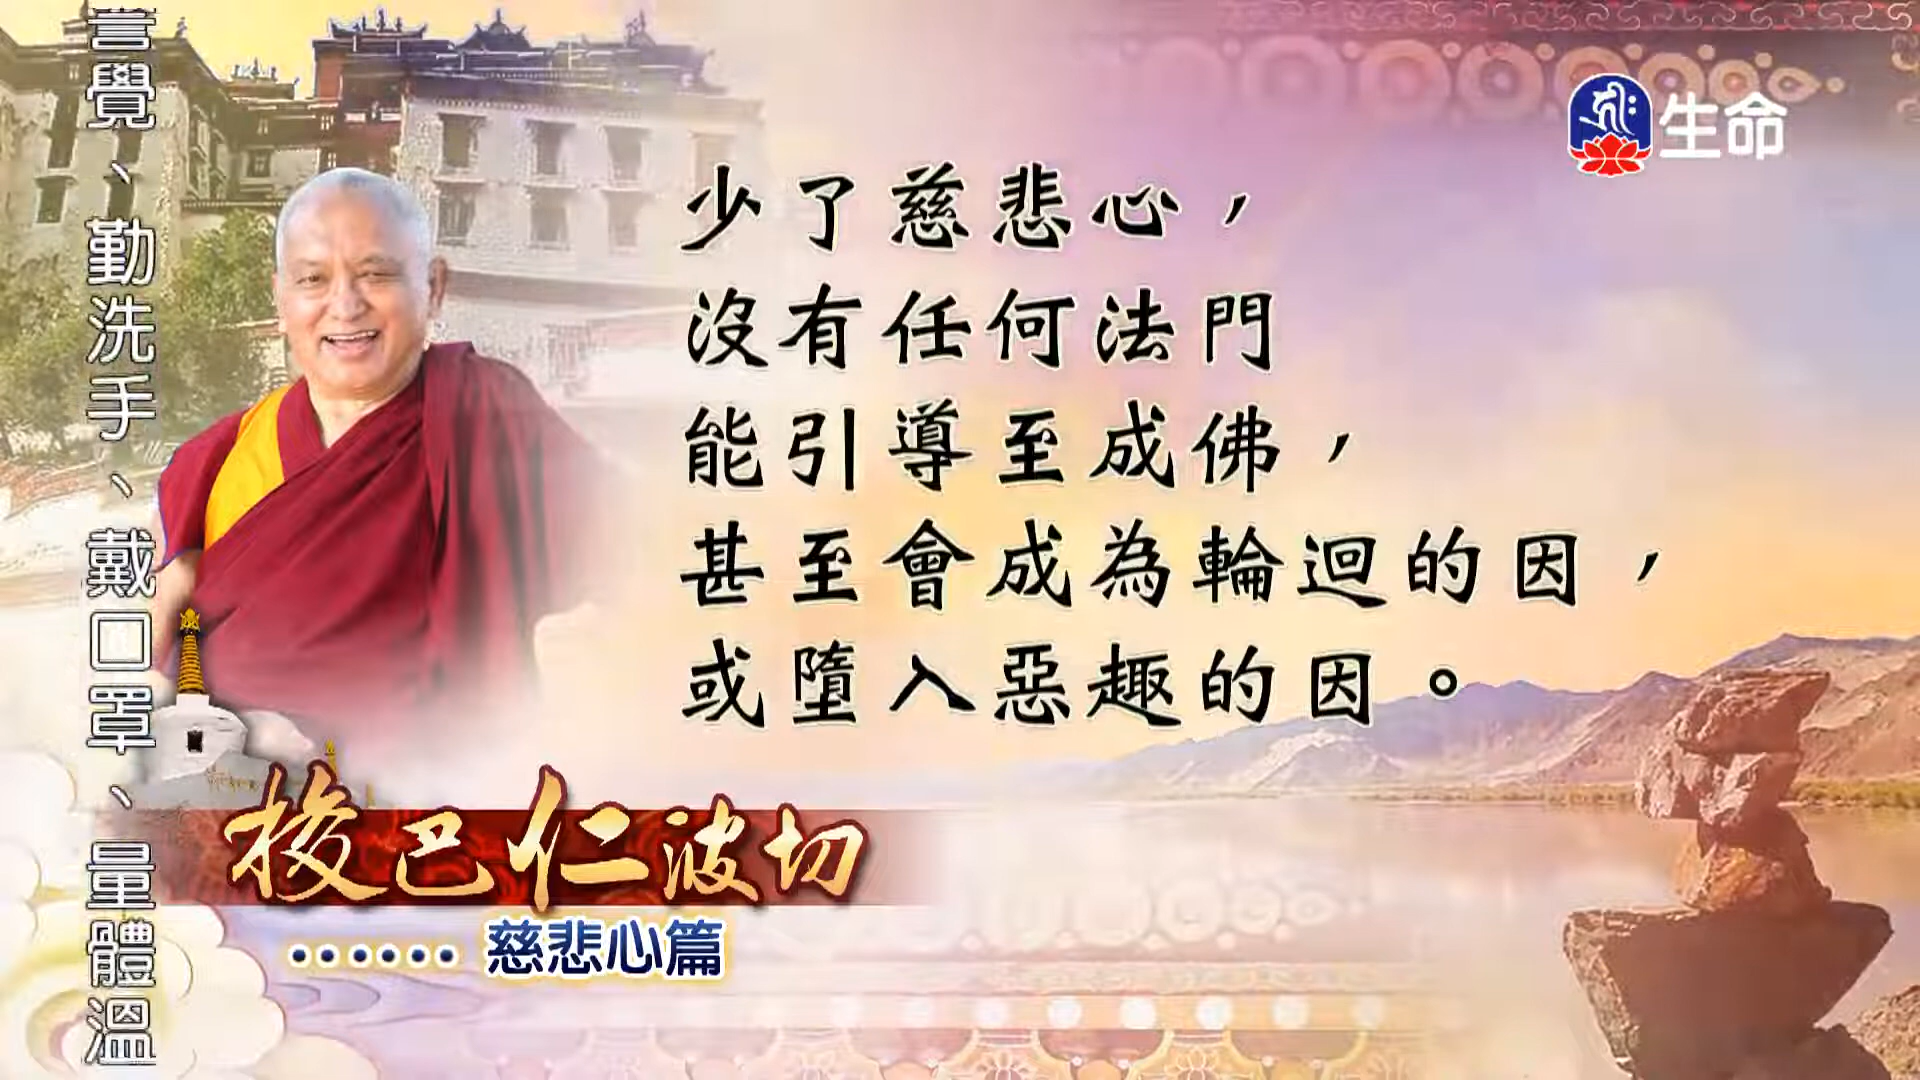 覺、勤洗手、戴口罩、量體溫
生命
少了慈悲心，
沒有任何法門
能引導至成佛，
甚至會成為輪迴的因，
或墮入惡趣的因。
梭巴仁波切
······慈悲心篇